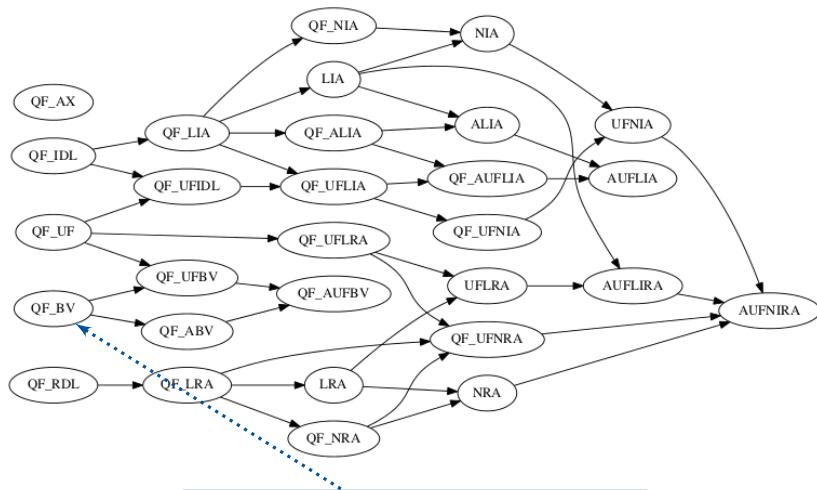 QF_NIA
NIA
LIA
QF_AX
QF_LIA
QF_ALIA
ALIA
UFNIA
QF_IDL
QF_UFIDL
QF_UFLIA
QF_AUFLIA
AUFLIA
QF_UF
QF_UFLRA
QF_UFNIA
QF_UFBV
QF_AUFBV
UFLRA
AUFLIRA
QF_BV
QF_ABV
QF_UFNRA
AUFNIRA
QF_RDL
QF_LRA
LRA
NRA
QF_NRA